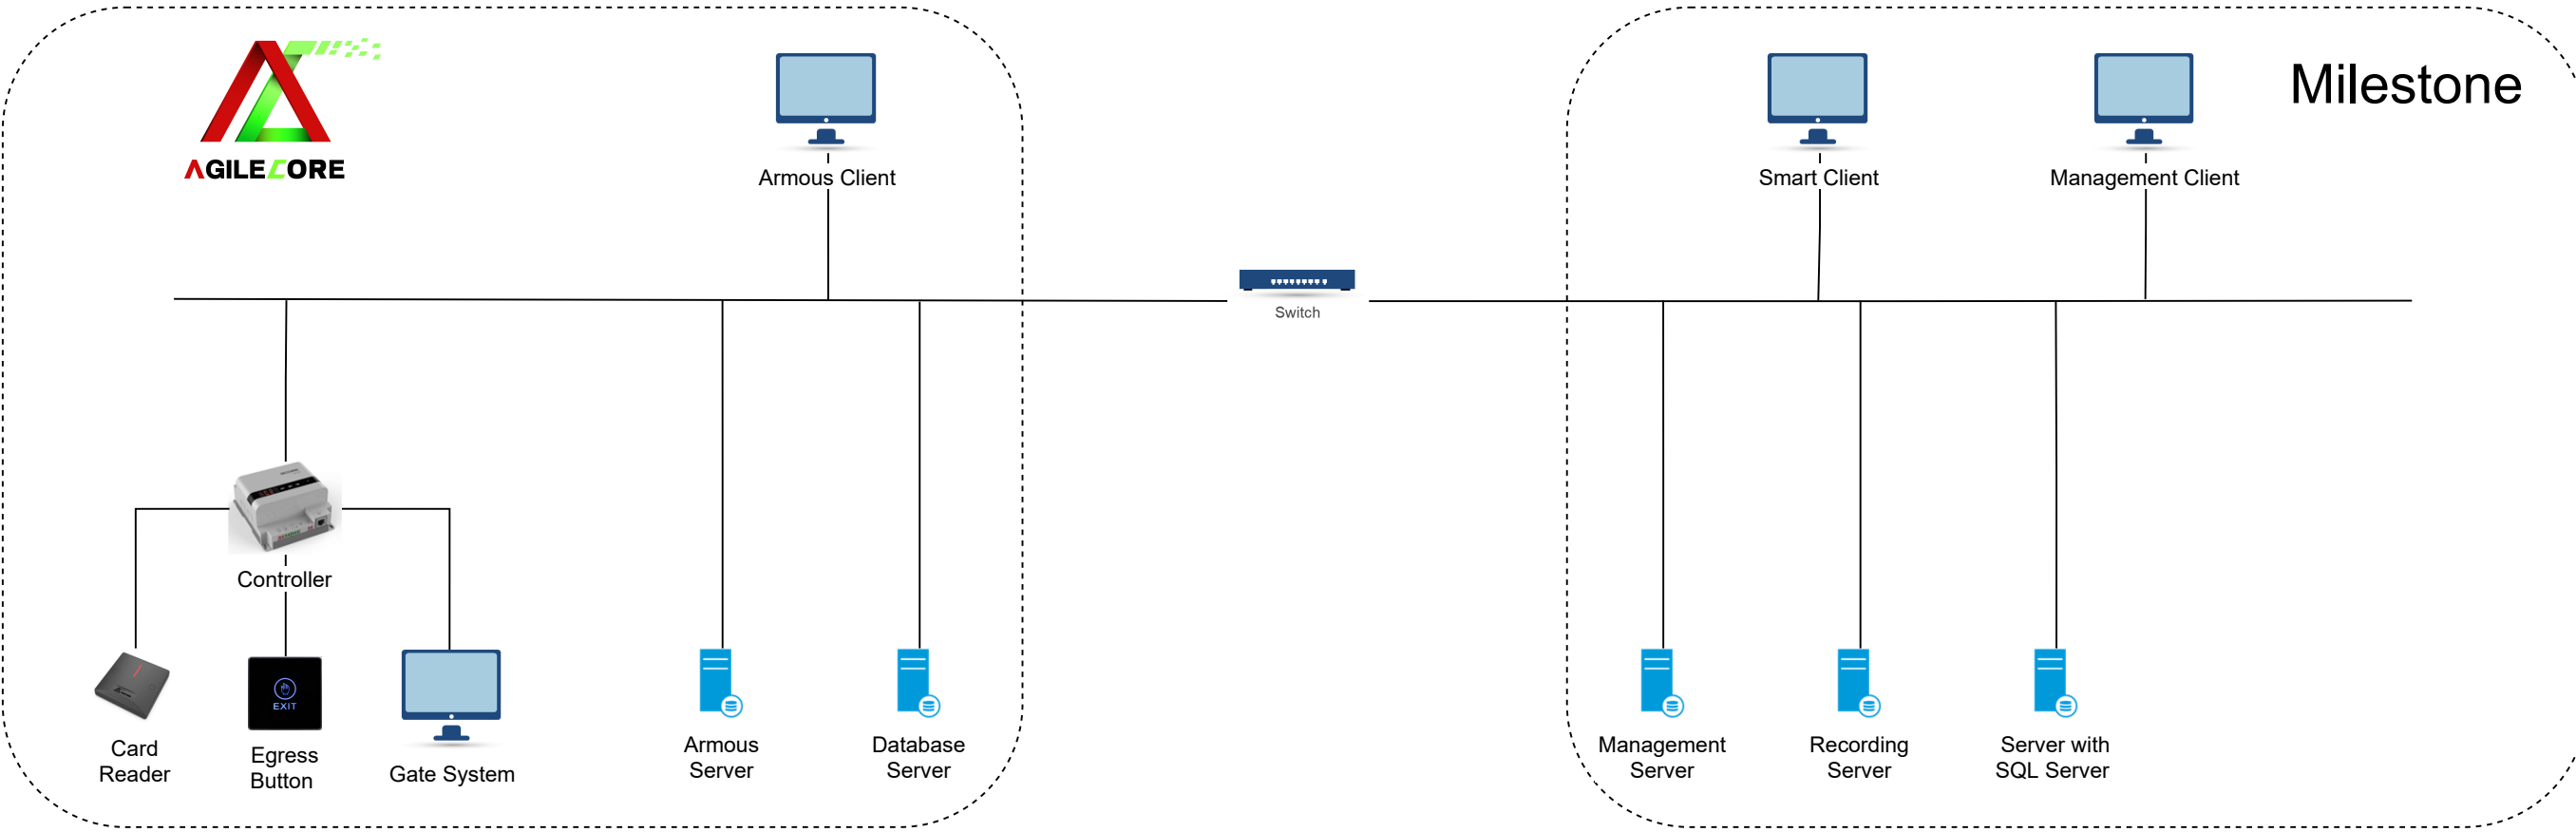 AGILECORE
Armous Client
Smart Client
Management Client
Milestone
Switch
Controller
EXIT
Card
Reader
Egress
Button
Gate System
Armous
Server
Database
Server
Management
Server
Recording
Server
Server with
SQL Server